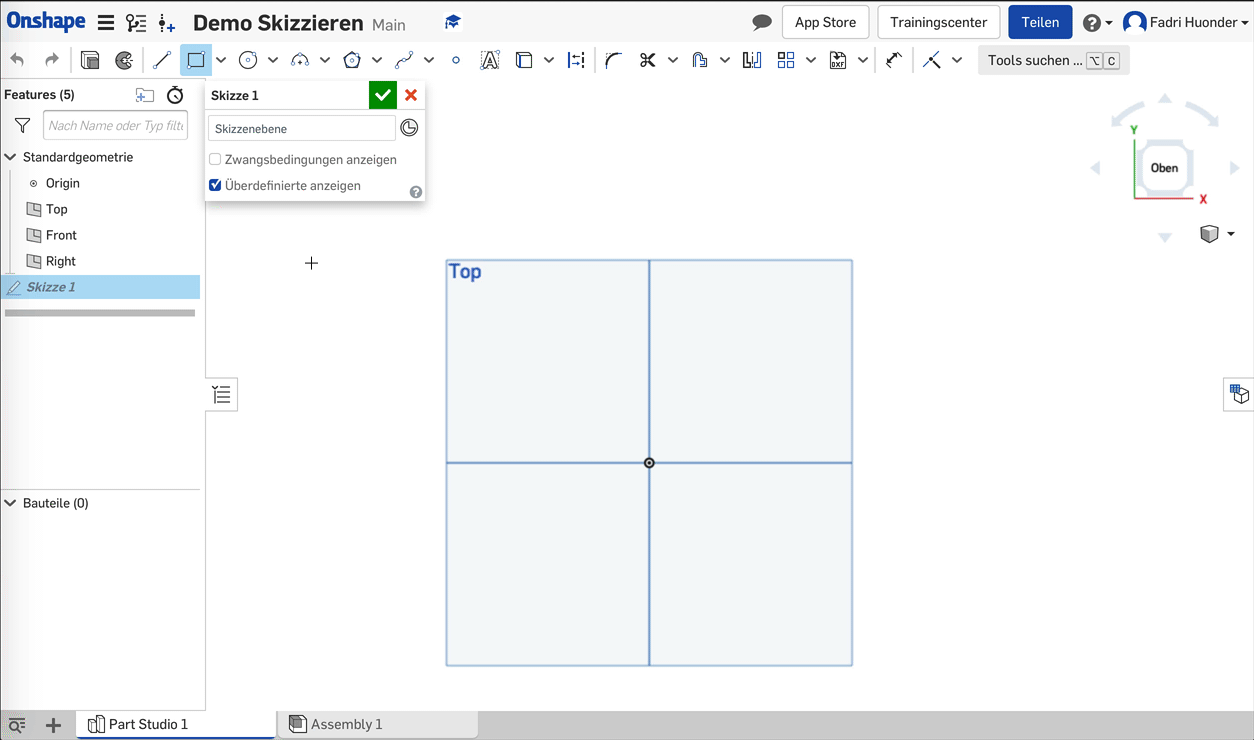 Onshape
Demo Skizzieren Main
App Store
Trainingscenter
Teilen
Fadri Huonder
DXF
Tools suchen ... ⌥ C
Features (5)
Nach Name oder Typ filte
Standardgeometrie
Origin
Top
Front
Right
Skizze 1
Skizze 1
Skizzenebene
Zwangsbedingungen anzeigen
Überdefinierte anzeigen
Top
Y
Oben
X
Bauteile (0)
Part Studio 1
Assembly 1